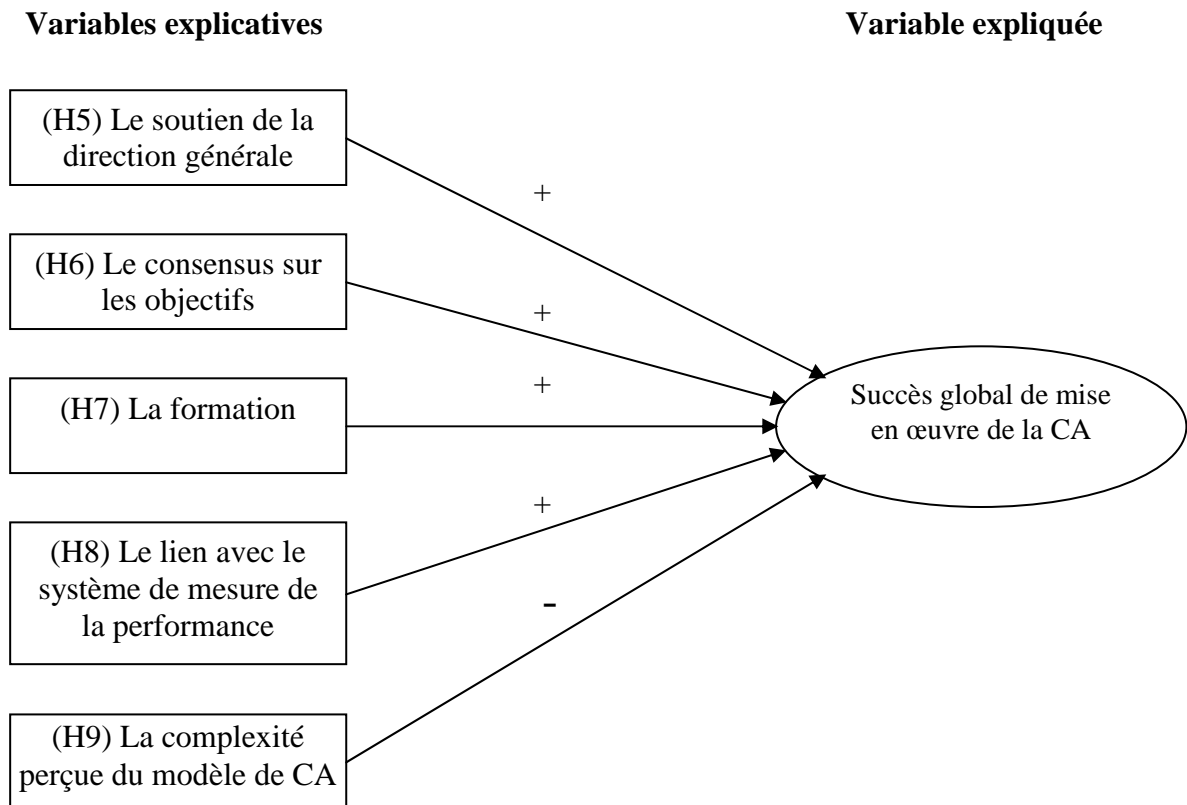 Variables explicatives
Variable expliquée
(H5) Le soutien de la
direction générale
+
(H6) Le consensus sur
les objectifs
+
(H7) La formation
+
Succès global de mise
en œuvre de la CA
(H8) Le lien avec le
système de mesure de
la performance
+
-
(H9) La complexité
perçue du modèle de CA